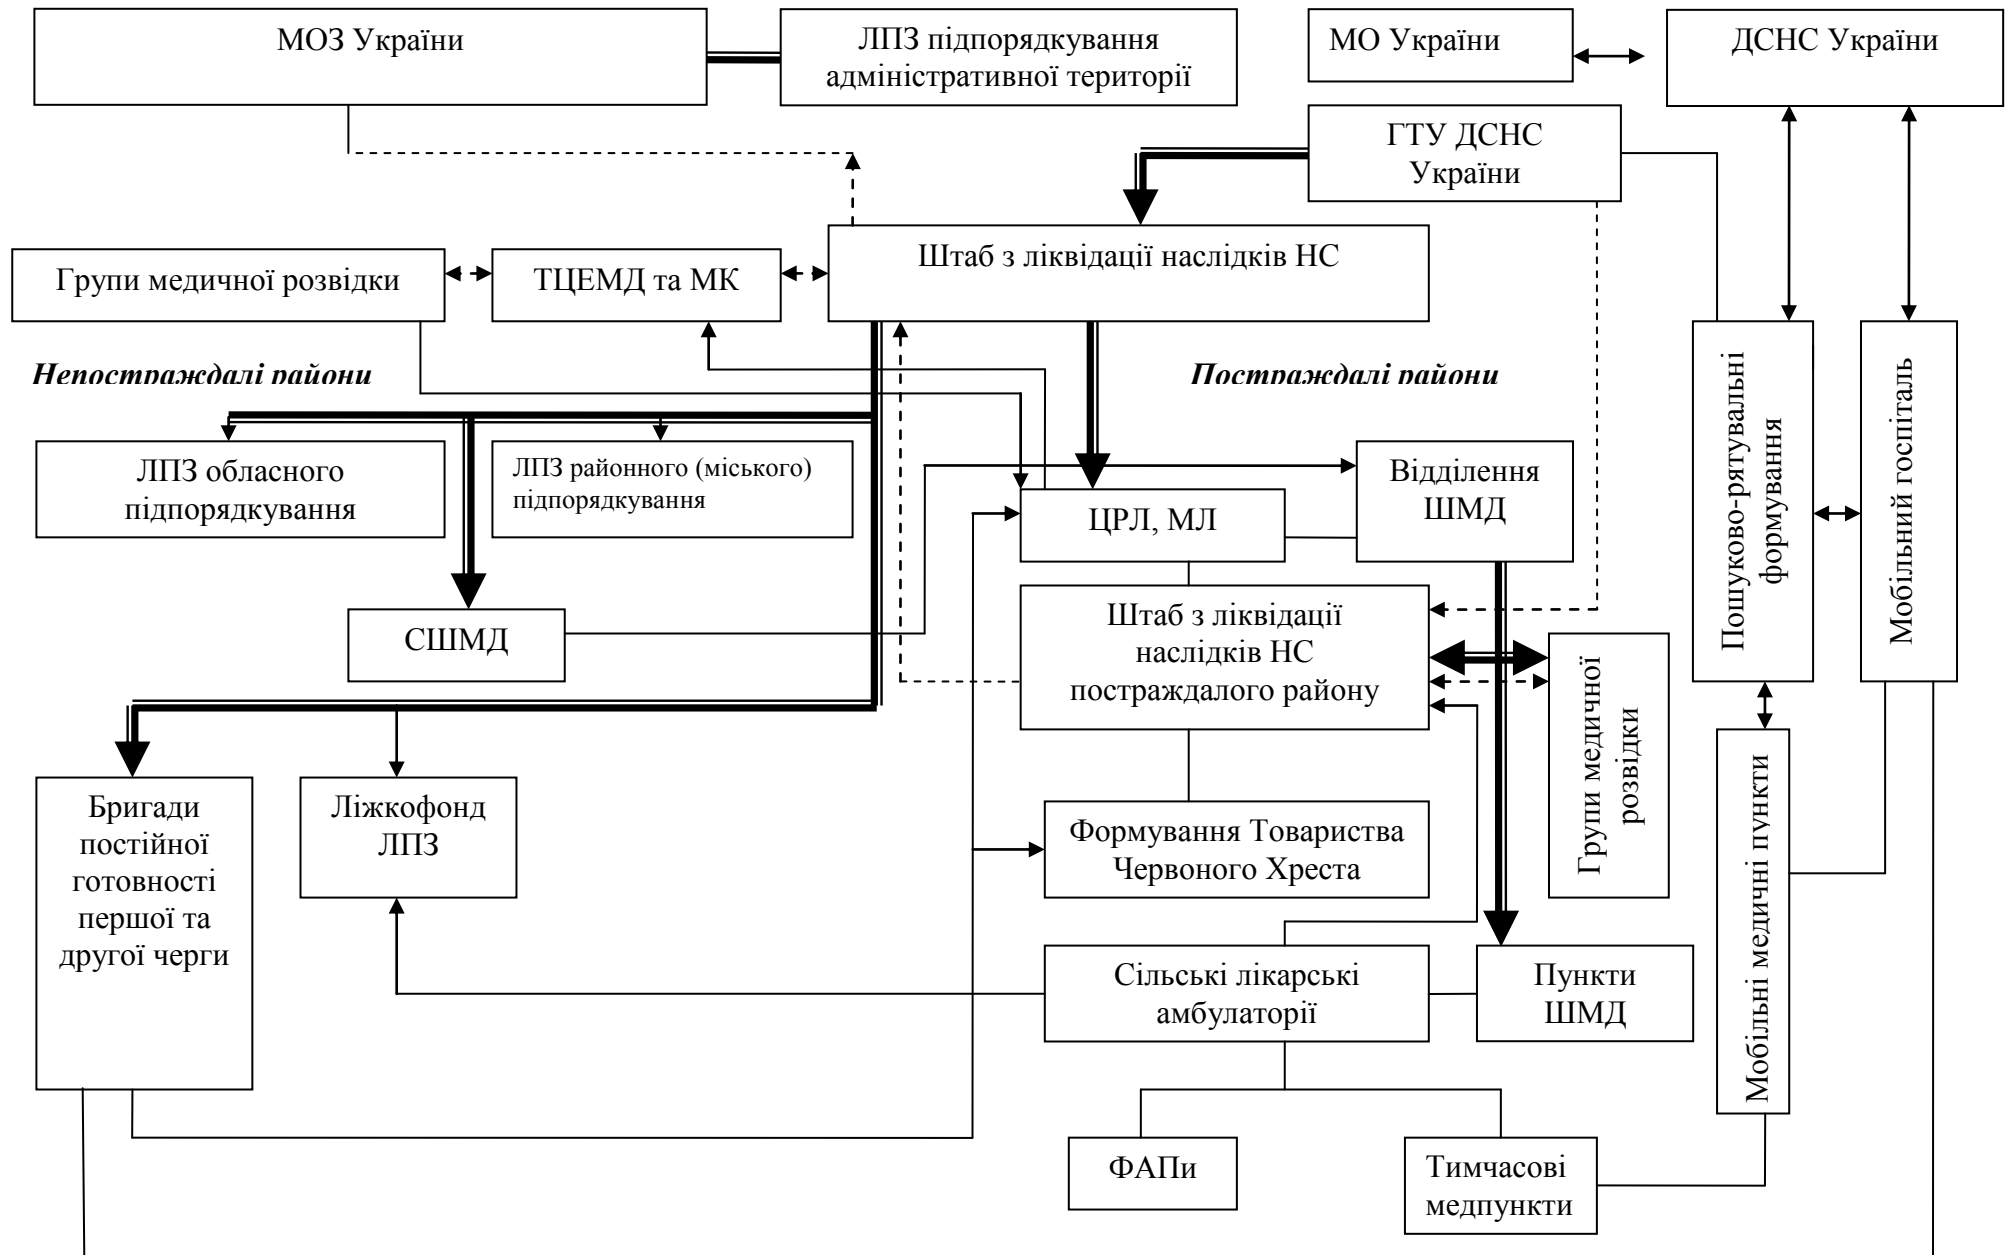 МОЗ України
ЛПЗ підпорядкування
адміністративної території
МО України
ДСНС України
ГТУ ДСНС
України
Штаб з ліквідації наслідків НС
Групи медичної розвідки
ТЦЕМД та МК
Непостраждалі райони
Постраждалі райони
ЛПЗ обласного
підпорядкування
ЛПЗ районного (міського)
підпорядкування
Відділення
ШМД
ЦРЛ, МЛ
Пошуково-рятувальні
формування
Мобільний госпіталь
СШМД
Штаб з ліквідації
наслідків НС
постраждалого району
Групи медичної
розвідки
Мобільні медичні пункти
Бригади
постійної
готовності
першої та
другої черги
Ліжкофонд
ЛПЗ
Формування Товариства
Червоного Хреста
Сільські лікарські
амбулаторії
Пункти
ШМД
ФАПи
Тимчасові
медпункти